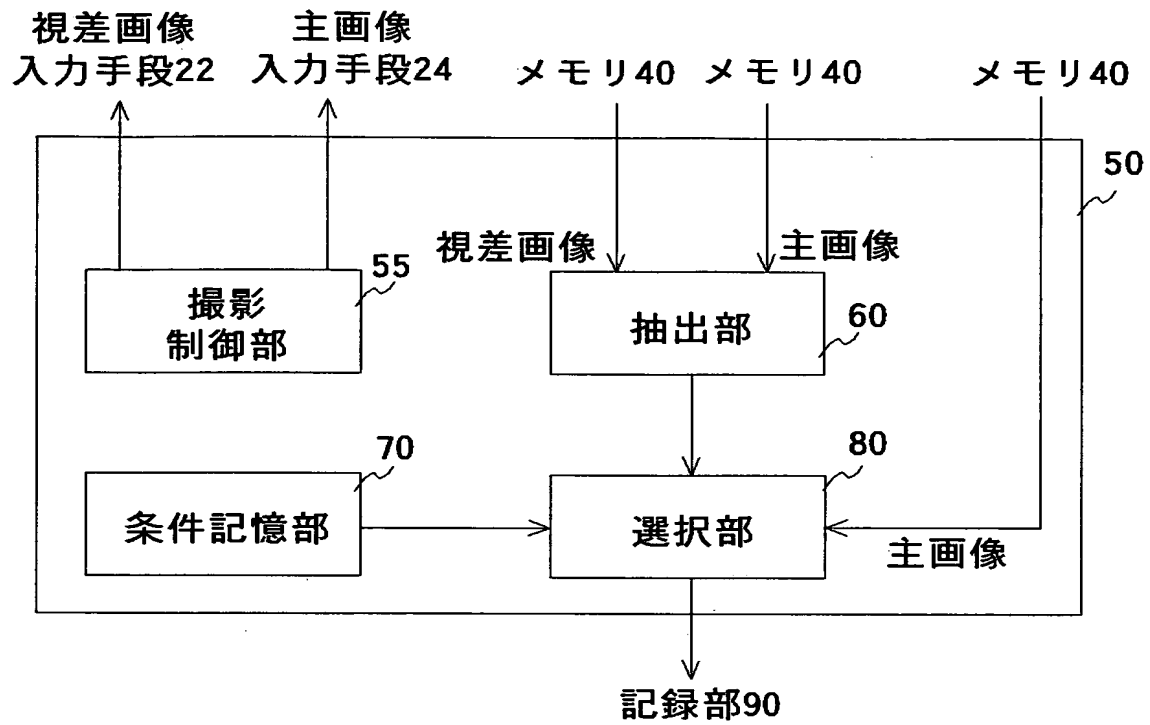 視差画像
入力手段22
主画像
入力手段24
メモリ40
メモリ40
メモリ40
50
視差画像
主画像
55
撮影
制御部
60
抽出部
70
条件記憶部
80
選択部
主画像
記録部90